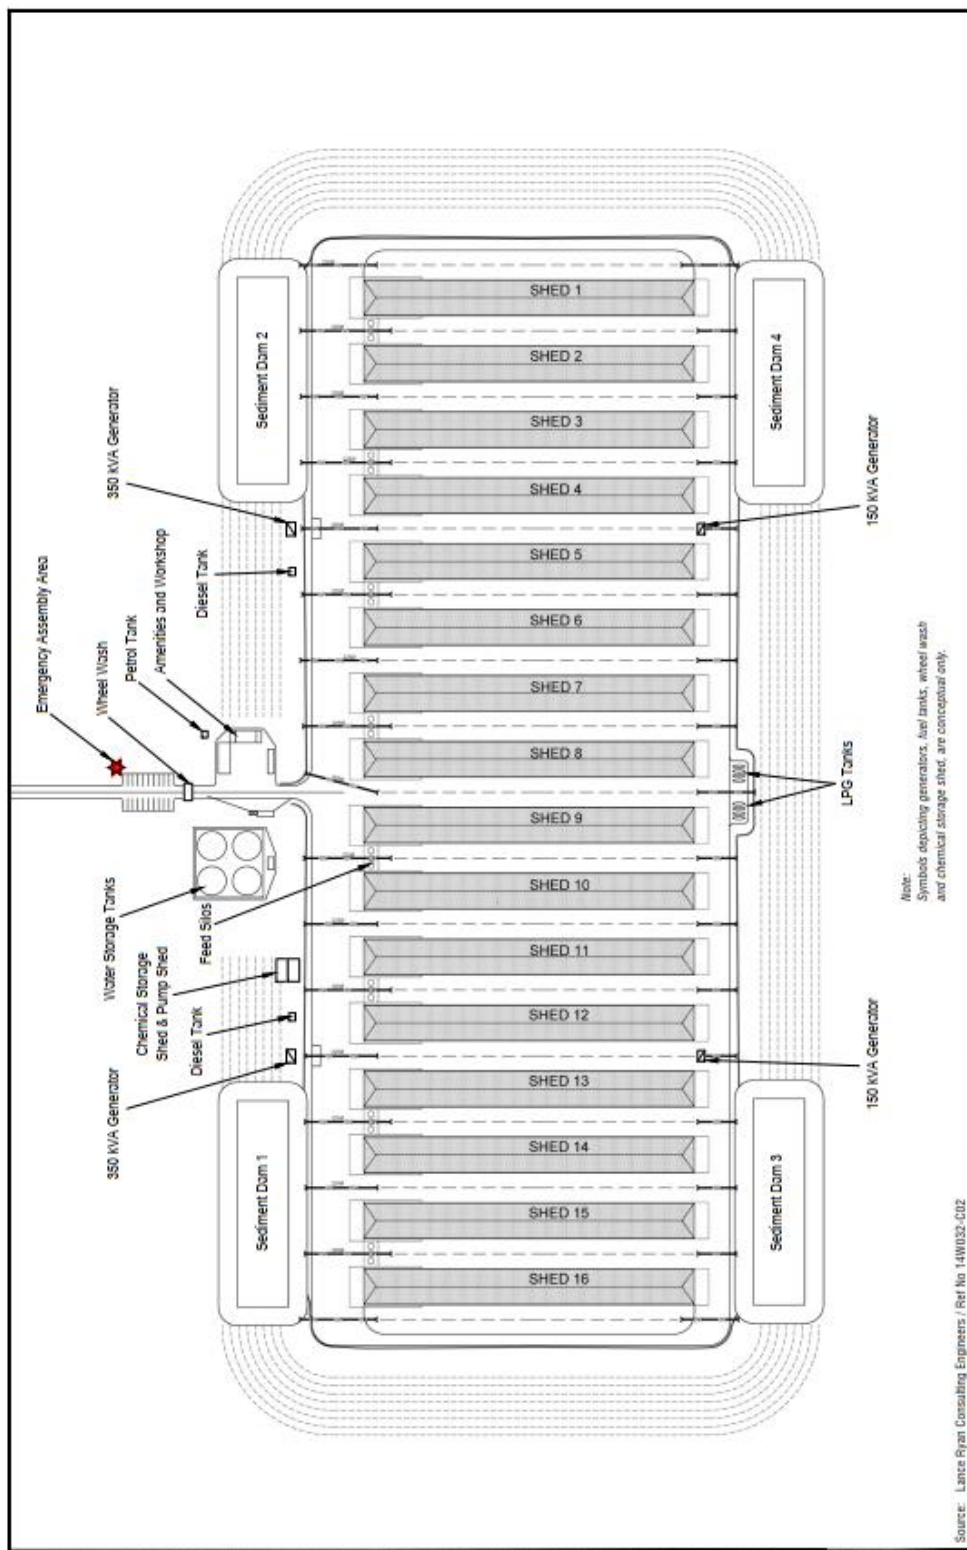 Emergency Assembly Area
Wheel Wash
Petrol Tank
Amenities and Workshop
350 kVA Generator
Diesel Tank
Sediment Dam 2
Water Storage Tanks
Feed Silos
Chemical Storage
Shed & Pump Shed
Diesel Tank
350 kVA Generator
Sediment Dam 1
SHED 1
SHED 2
SHED 3
SHED 4
SHED 5
SHED 6
SHED 7
SHED 8
SHED 9
SHED 10
SHED 11
SHED 12
SHED 13
SHED 14
SHED 15
SHED 16
Sediment Dam 4
150 kVA Generator
LPG Tanks
150 kVA Generator
Sediment Dam 3
Note:
Symbols depicting generators, fuel tanks, wheel wash
and chemical storage shed, are conceptual only.
Source: Lance Ryan Consulting Engineers / Ref No 14W032-C02